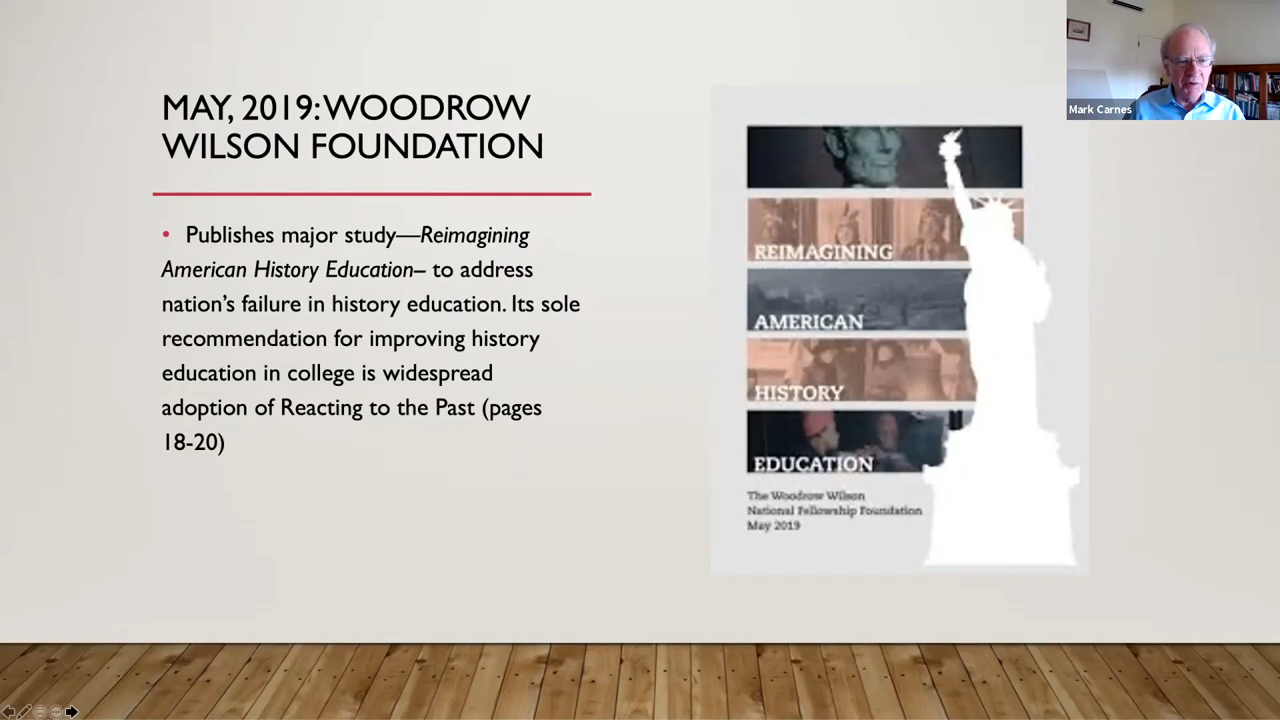 MAY, 2019: WOODROW
WILSON FOUNDATION
• Publishes major study—Reimagining
American History Education– to address
nation's failure in history education. Its sole
recommendation for improving history
education in college is widespread
adoption of Reacting to the Past (pages
18-20)
REIMAGINING
AMERICAN
HISTORY
EDUCATION
The Woodrow Wilson
National Fellowship Foundation
May 2019
Mark Carnes